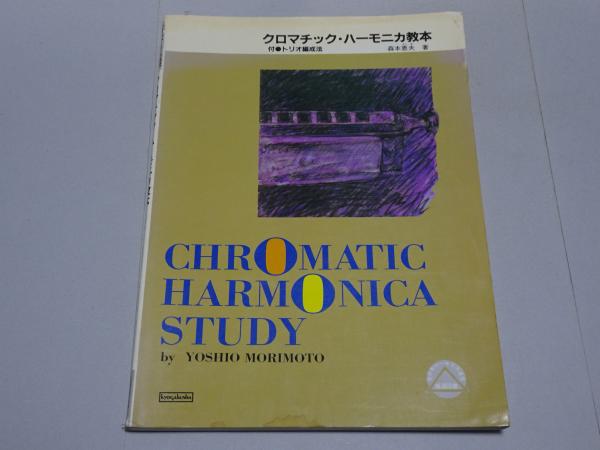 クロマチック・ハーモニカ教本
付●トリオ編成法 森本恵夫 著
CHROMATIC
HARMONICA
STUDY
by YOSHIO MORIMOTO
kyogakusha